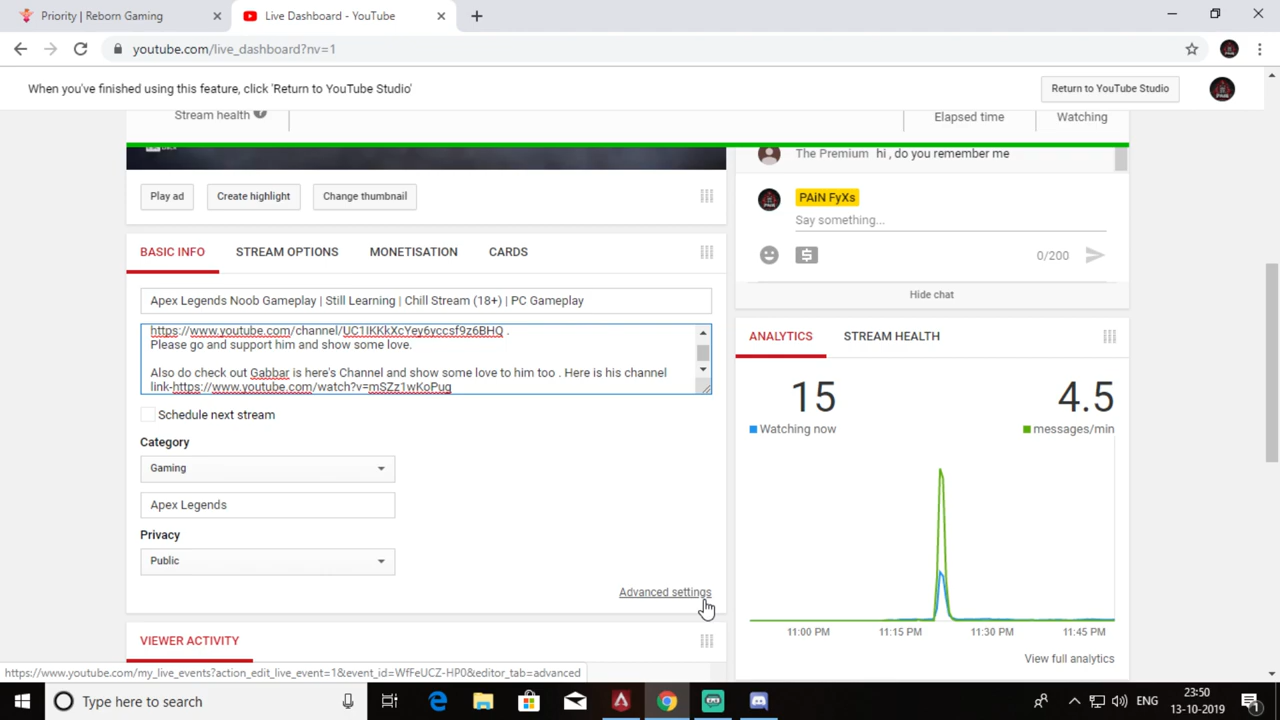 Priority | Reborn Gaming
Live Dashboard - YouTube
youtube.com/live_dashboard?nv=1
When you've finished using this feature, click 'Return to YouTube Studio'
Return to YouTube Studio
Stream health
Elapsed time
Watching
The Premium hi , do you remember me
Play ad
Create highlight
Change thumbnail
PAiN FyXs
Say something...
0/200
Hide chat
BASIC INFO
STREAM OPTIONS
MONETISATION
CARDS
Apex Legends Noob Gameplay | Still Learning | Chill Stream (18+) | PC Gameplay
https://www.youtube.com/channel/UC1IKKkXcYey6yccsf9z6BHQ .
Please go and support him and show some love.
Also do check out Gabbar is here's Channel and show some love to him too . Here is his channel
link-https://www.youtube.com/watch?v=mSZz1wKoPug
Schedule next stream
Category
Gaming
Apex Legends
Privacy
Public
Advanced settings
ANALYTICS
STREAM HEALTH
15
4.5
Watching now
messages/min
11:00 PM
11:15 PM
11:30 PM
11:45 PM
View full analytics
VIEWER ACTIVITY
https://www.youtube.com/my_live_events?action_edit_live_event=1&event_id=WfFeUCZ-HP0&editor_tab=advanced
Type here to search
ENG
23:50
13-10-2019
1